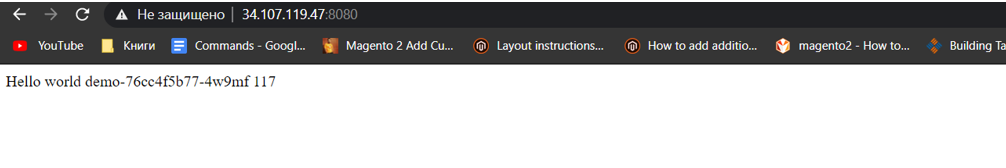 Не защищено 34.107.119.47:8080
YouTube Книги Commands - Googl... Magento 2 Add Cu... Layout instructions... How to add additio... magento2 - How to... Building Ta
Hello world demo-76cc4f5b77-4w9mf 117